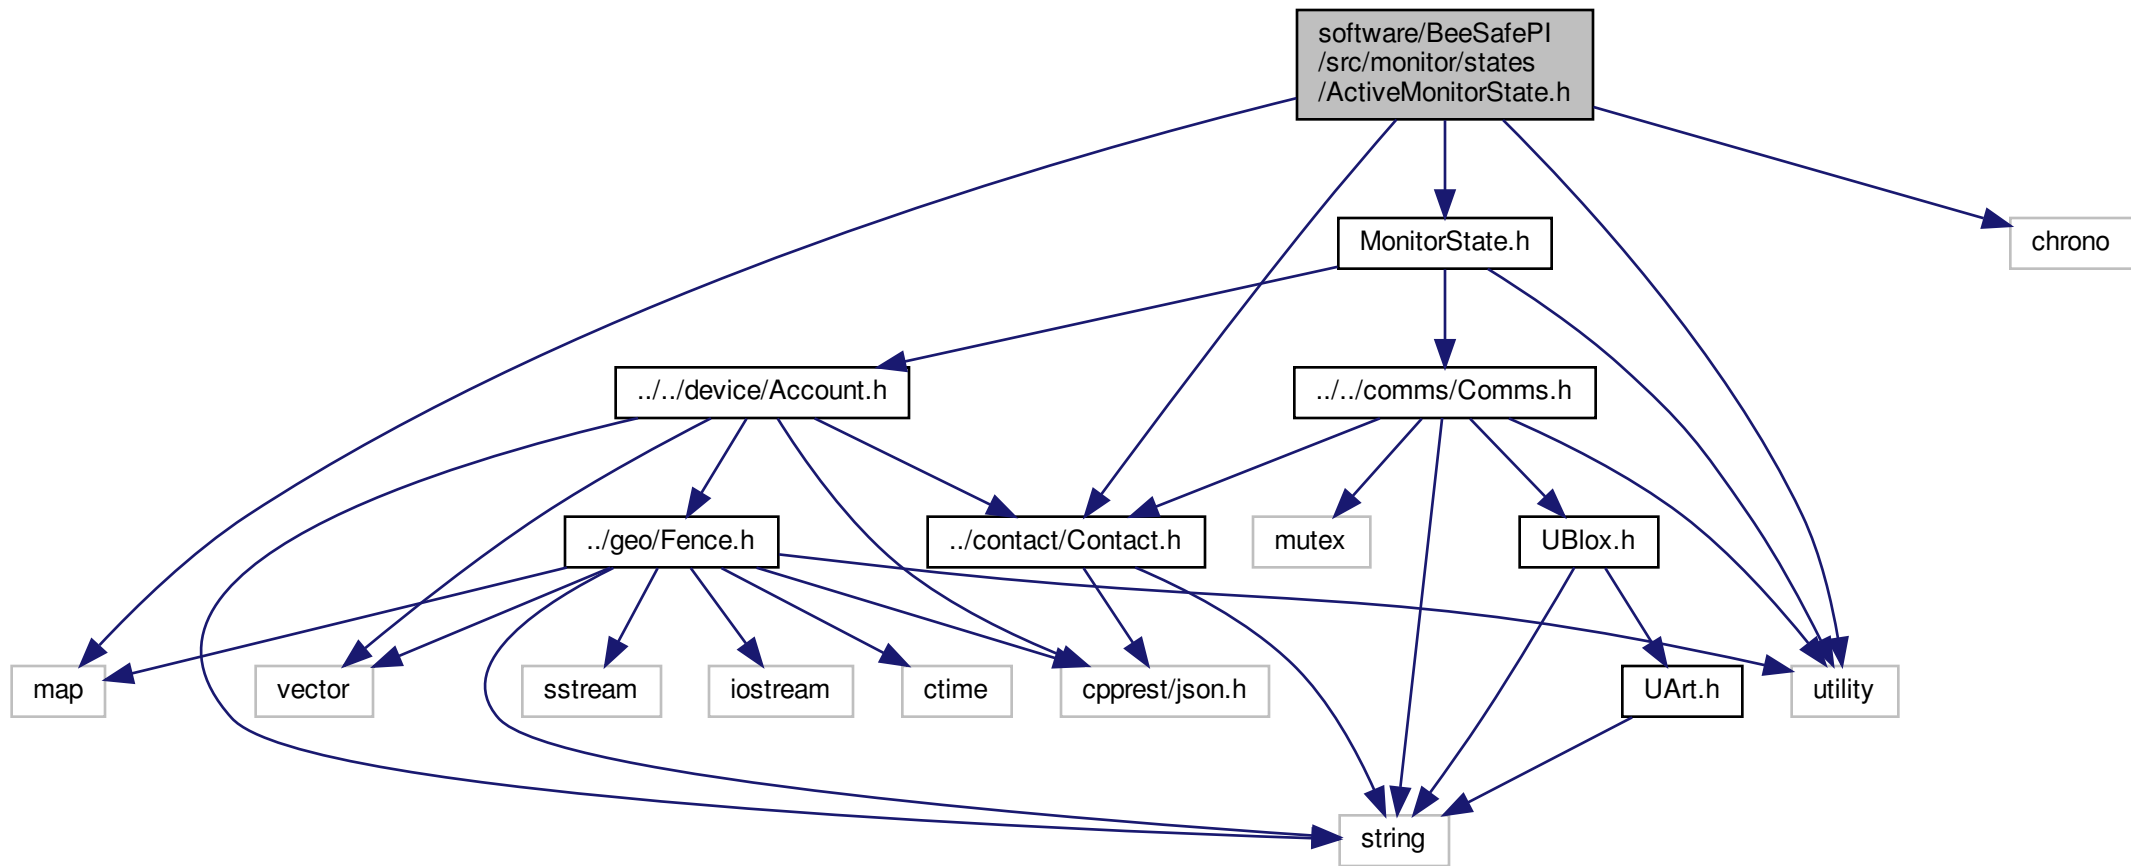 software/BeeSafePI
/src/monitor/states
/ActiveMonitorState.h
MonitorState.h
chrono
../../device/Account.h
../../comms/Comms.h
../geo/Fence.h
../contact/Contact.h
mutex
UBlox.h
map
vector
sstream
iostream
ctime
cpprest/json.h
UArt.h
utility
string